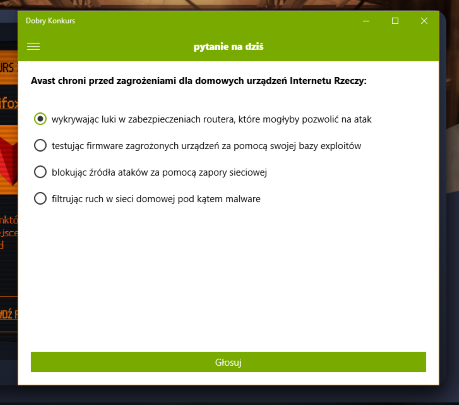 Dobry Konkurs
pytanie na dziś
Avast chroni przed zagrożeniami dla domowych urządzeń Internetu Rzeczy:
wykrywając luki w zabezpieczeniach routera, które mogłyby pozwolić na atak
testując firmware zagrożonych urządzeń za pomocą swojej bazy exploitów
blokując źródła ataków za pomocą zapory sieciowej
filtrując ruch w sieci domowej pod kątem malware
Głosuj